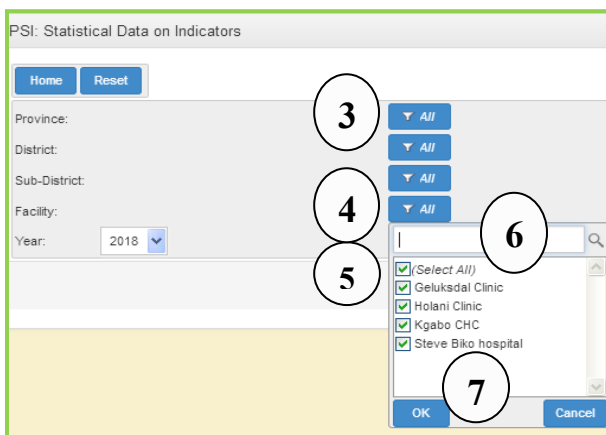 PSI: Statistical Data on Indicators
Home Reset
3
Province: All
District: All
Sub-District: All
4
Facility: All
6
Year: 2018
5
(Select All)
Geluksdal Clinic
Holani Clinic
Kgabo CHC
Steve Biko hospital
7
OK Cancel